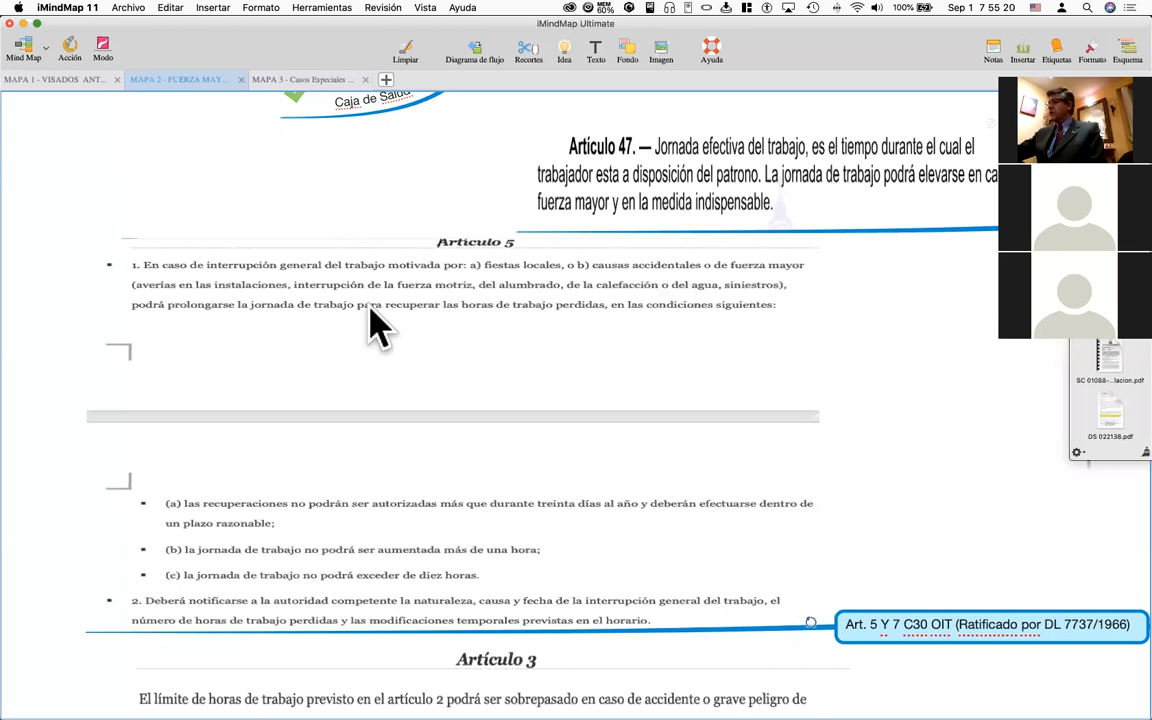 iMindMap 11 Archivo Editar Insertar Formato Herramientas Revisión Vista Ayuda MEM 60% 100% Sep 1 7 55 20
iMindMap Ultimate
Mind Map Acción Modo Limpiar Diagrama de flujo Recortes Idea Texto Fondo Imagen Ayuda Notas Insertar Etiquetas Formato Esquema
MAPA 1 - VISADOS ANT... MAPA 2 - FUERZA MAY... MAPA 3 - Casos Especiales ...
Caja de Salud
Artículo 47. — Jornada efectiva del trabajo, es el tiempo durante el cual el
trabajador esta a disposición del patrono. La jornada de trabajo podrá elevarse en ca
fuerza mayor y en la medida indispensable.
Artículo 5
1. En caso de interrupción general del trabajo motivada por: a) fiestas locales, o b) causas accidentales o de fuerza mayor
(averías en las instalaciones, interrupción de la fuerza motriz, del alumbrado, de la calefacción o del agua, siniestros),
podrá prolongarse la jornada de trabajo para recuperar las horas de trabajo perdidas, en las condiciones siguientes:
SC 01088-...lacion.pdf
DS 022138.pdf
(a) las recuperaciones no podrán ser autorizadas más que durante treinta días al año y deberán efectuarse dentro de
un plazo razonable;
(b) la jornada de trabajo no podrá ser aumentada más de una hora;
(c) la jornada de trabajo no podrá exceder de diez horas.
2. Deberá notificarse a la autoridad competente la naturaleza, causa y fecha de la interrupción general del trabajo, el
número de horas de trabajo perdidas y las modificaciones temporales previstas en el horario.
Art. 5 Y 7 C30 OIT (Ratificado por DL 7737/1966)
Artículo 3
El límite de horas de trabajo previsto en el artículo 2 podrá ser sobrepasado en caso de accidente o grave peligro de